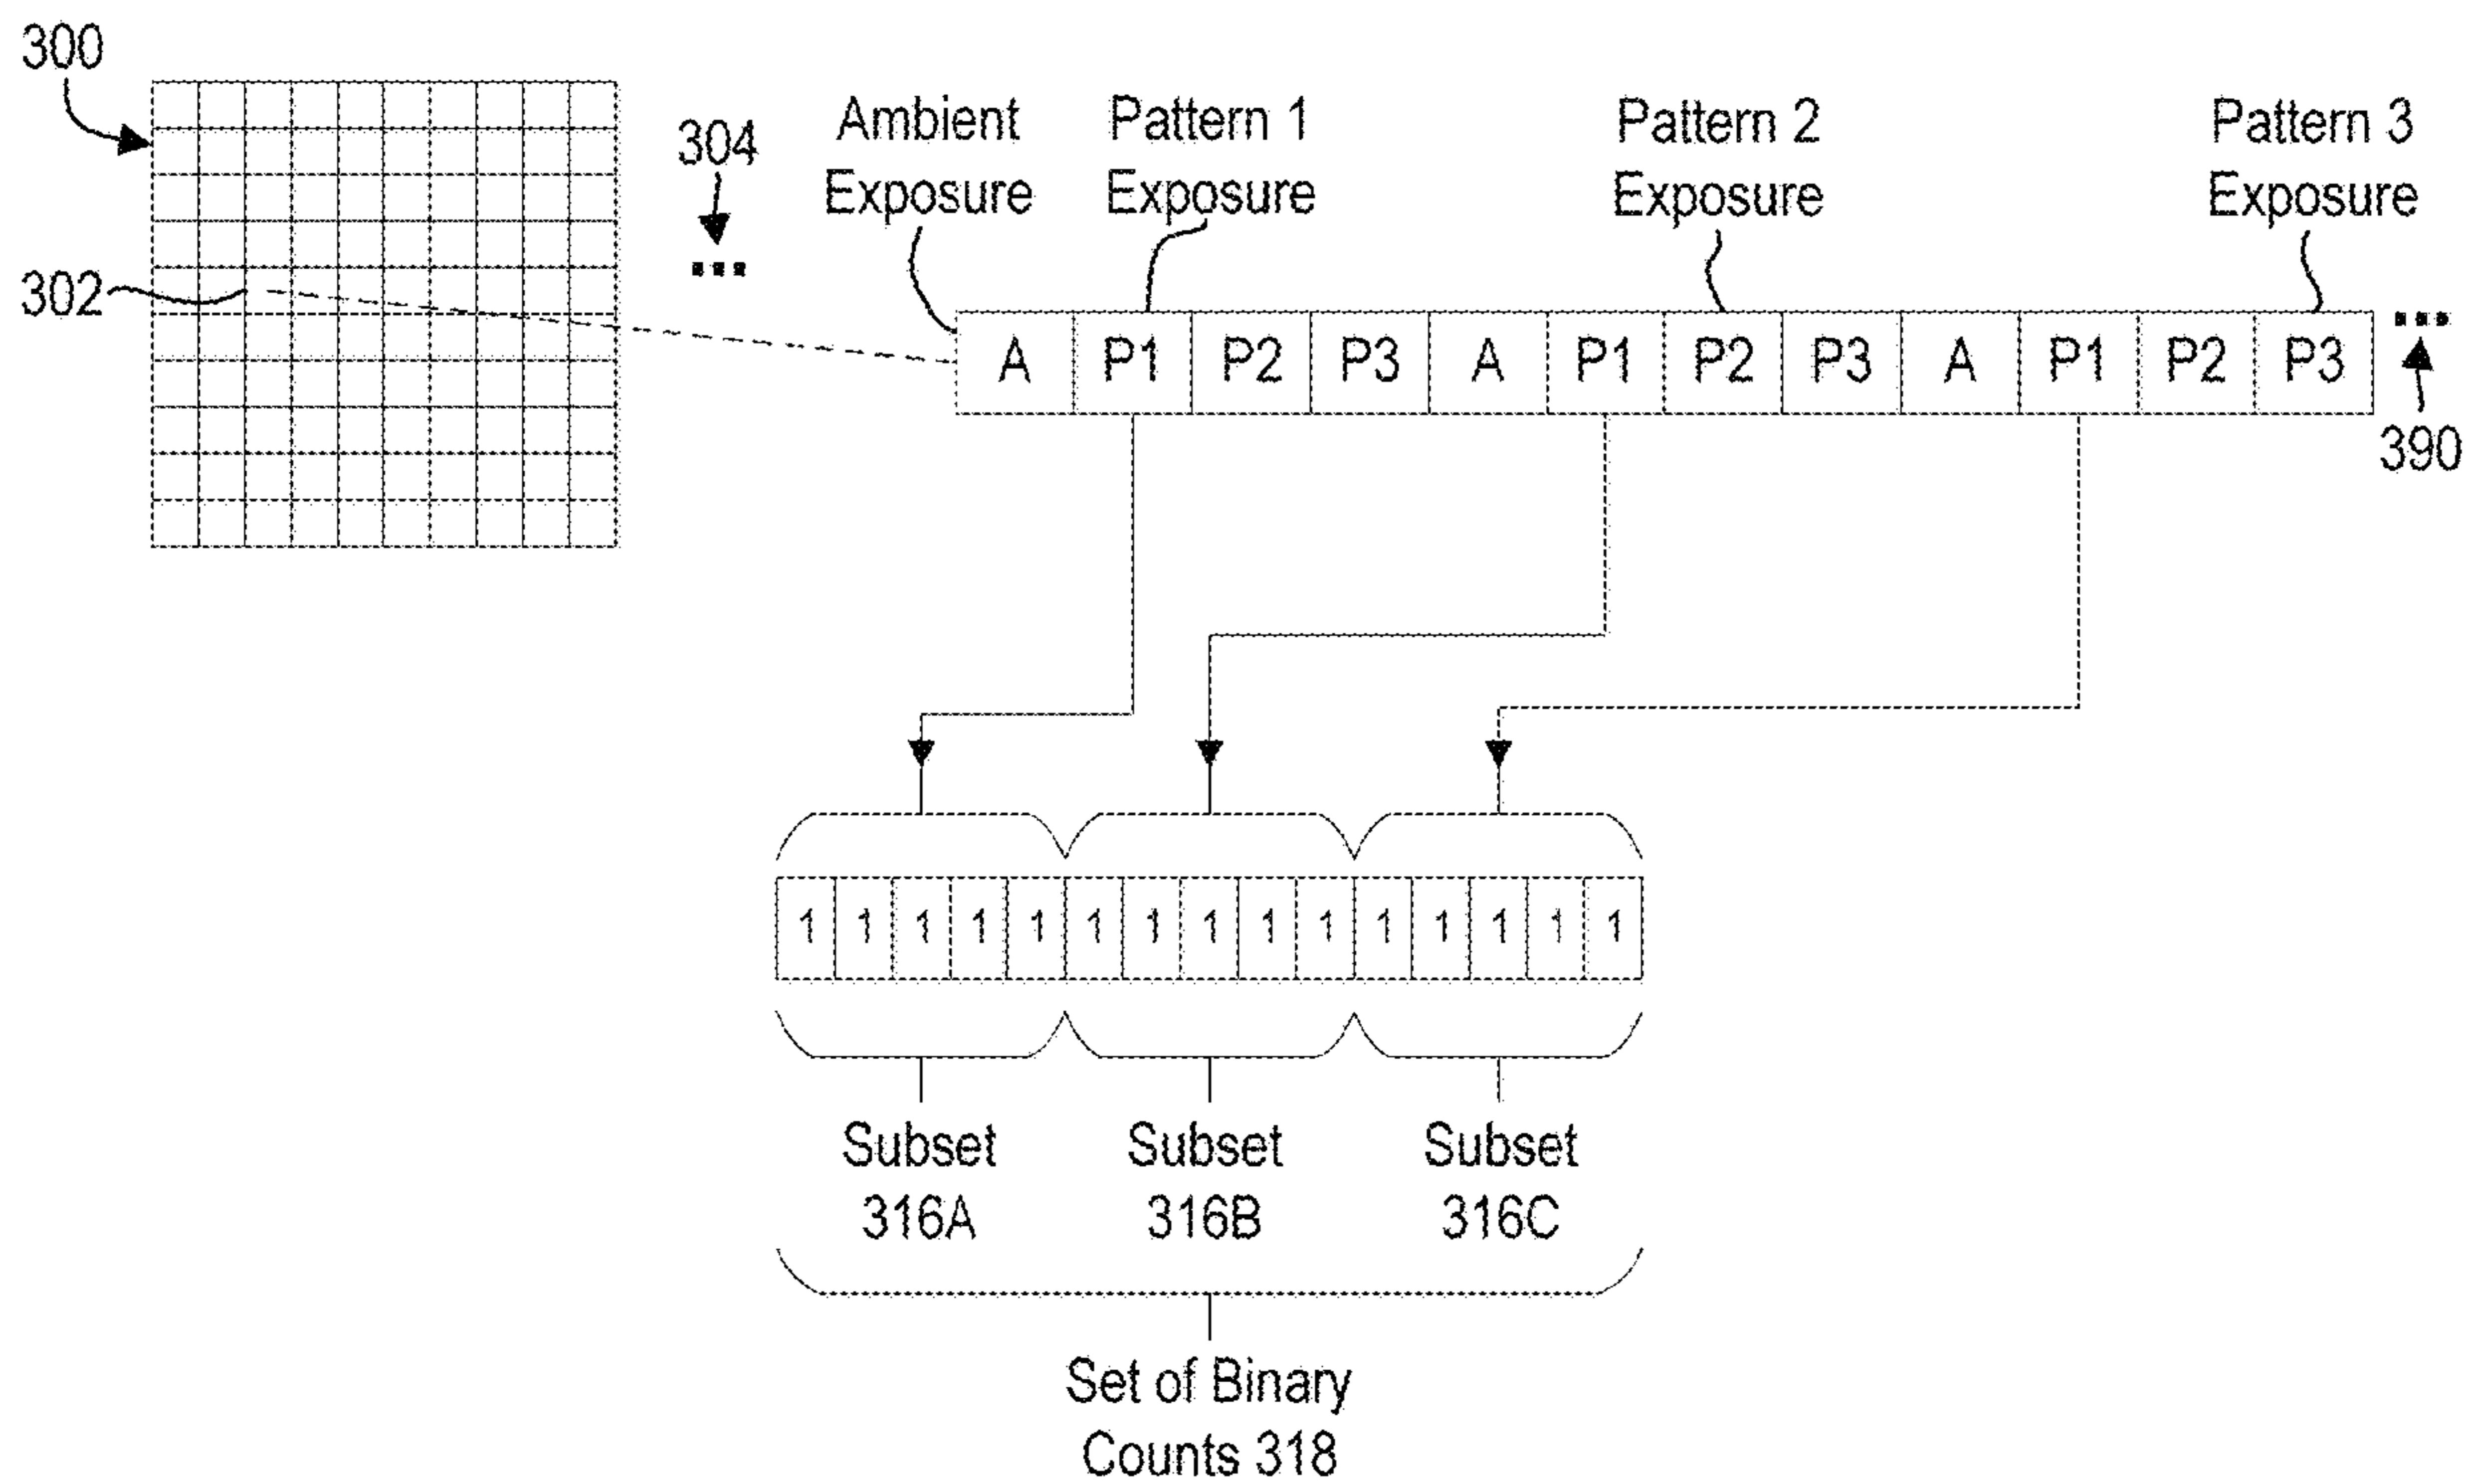 300
304
Ambient
Exposure
Pattern 1
Exposure
Pattern 2
Exposure
Pattern 3
Exposure
302
A P1 P2 P3 A P1 P2 P3 A P1 P2 P3
390
1 1 1 1 1 1 1 1 1 1 1 1 1 1 1
Subset
316A
Subset
316B
Subset
316C
Set of Binary
Counts 318